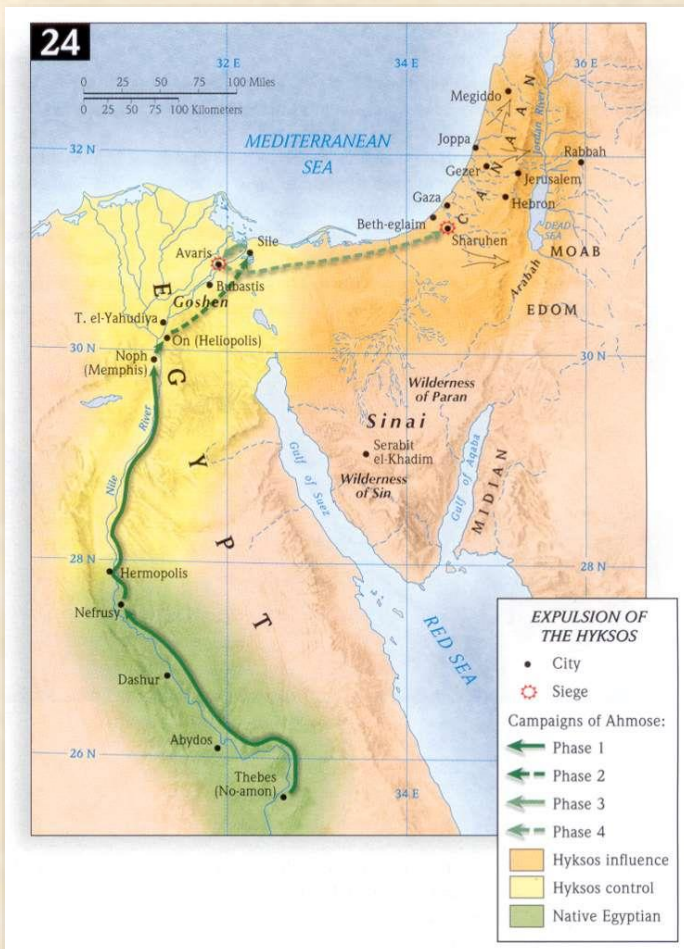 24
32 E
34 E
36 E
0 25 50 75 100 Miles
0 25 50 75 100 Kilometers
Megiddo
CANAAN
Jordan River
MEDITERRANEAN
SEA
32 N
Joppa
Rabbah
Gezer
Jerusalem
Gaza
Hebron
Beth-eglaim
Sharuhen
DEAD
SEA
MOAB
Sile
Avaris
Arabah
Bubastis
Goshen
EDOM
T. el-Yahudiya
On (Heliopolis)
30 N
30 N
Noph
(Memphis)
EGYPT
Wilderness
of Paran
Sinai
River
Nile
Serabit
el-Khadim
Gulf of Suez
Wilderness
of Sin
Gulf of Aqaba
MIDIAN
28 N
28 N
Hermopolis
Nefrusy
RED SEA
Dashur
Abydos
26 N
Thebes
(No-amon)
34 E
EXPULSION OF
THE HYKSOS
City
Siege
Campaigns of Ahmose:
Phase 1
Phase 2
Phase 3
Phase 4
Hyksos influence
Hyksos control
Native Egyptian